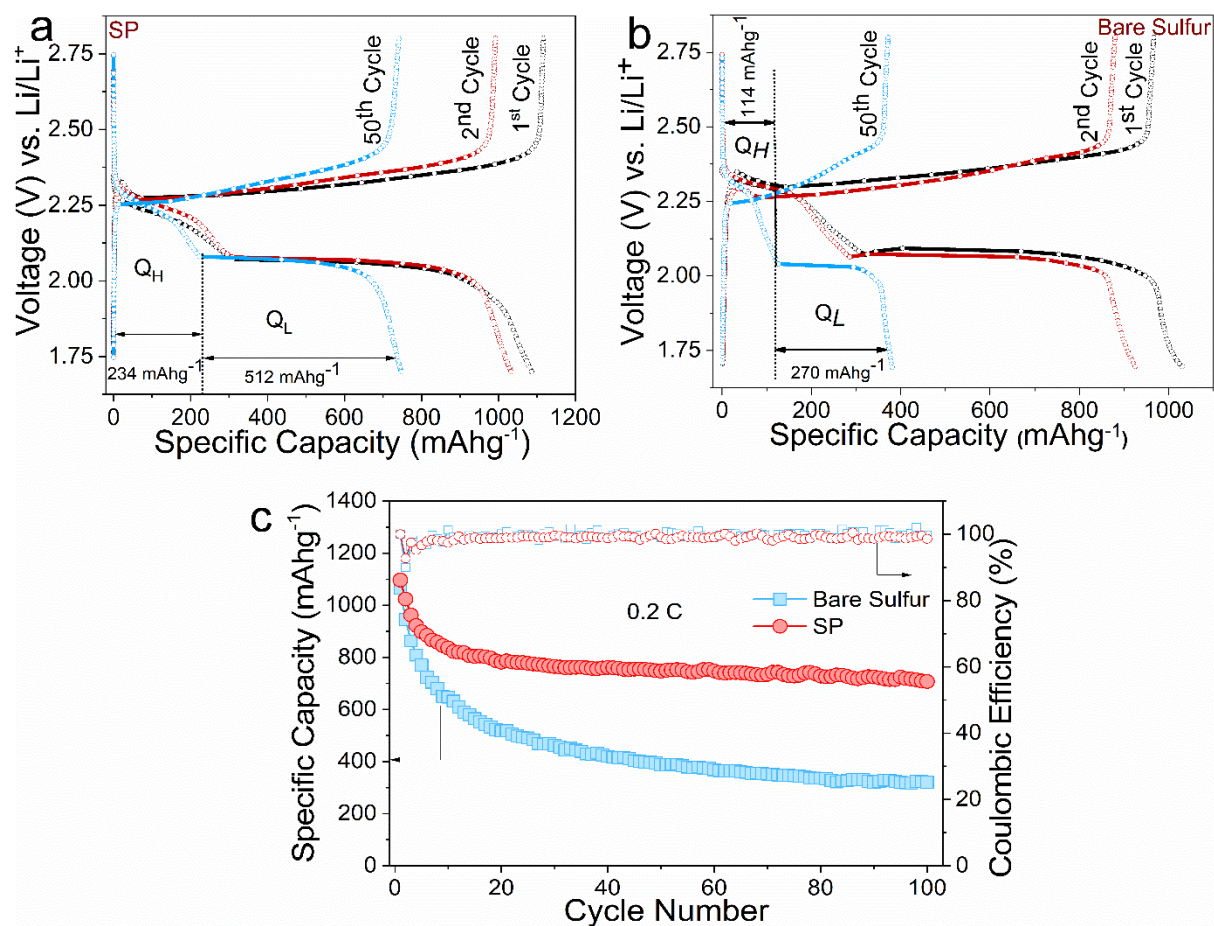 a
SP
2.75
2.50
2.25
2.00
1.75
Voltage (V) vs. Li/Li⁺
50ᵗʰ Cycle
2ⁿᵈ Cycle
1ˢᵗ Cycle
Q_H
Q_L
234 mAhg⁻¹
512 mAhg⁻¹
0 200 400 600 800 1000 1200
Specific Capacity (mAhg⁻¹)
b
Bare Sulfur
2.75
2.50
2.25
2.00
1.75
Voltage (V) vs. Li/Li⁺
114 mAhg⁻¹
Q_H
50ᵗʰ Cycle
2ⁿᵈ Cycle
1ˢᵗ Cycle
Q_L
270 mAhg⁻¹
0 200 400 600 800 1000
Specific Capacity (mAhg⁻¹)
c
1400
1200
1000
800
600
400
200
0
Specific Capacity (mAhg⁻¹)
0.2 C
Bare Sulfur
SP
100
80
60
40
20
0
Coulombic Efficiency (%)
0 20 40 60 80 100
Cycle Number